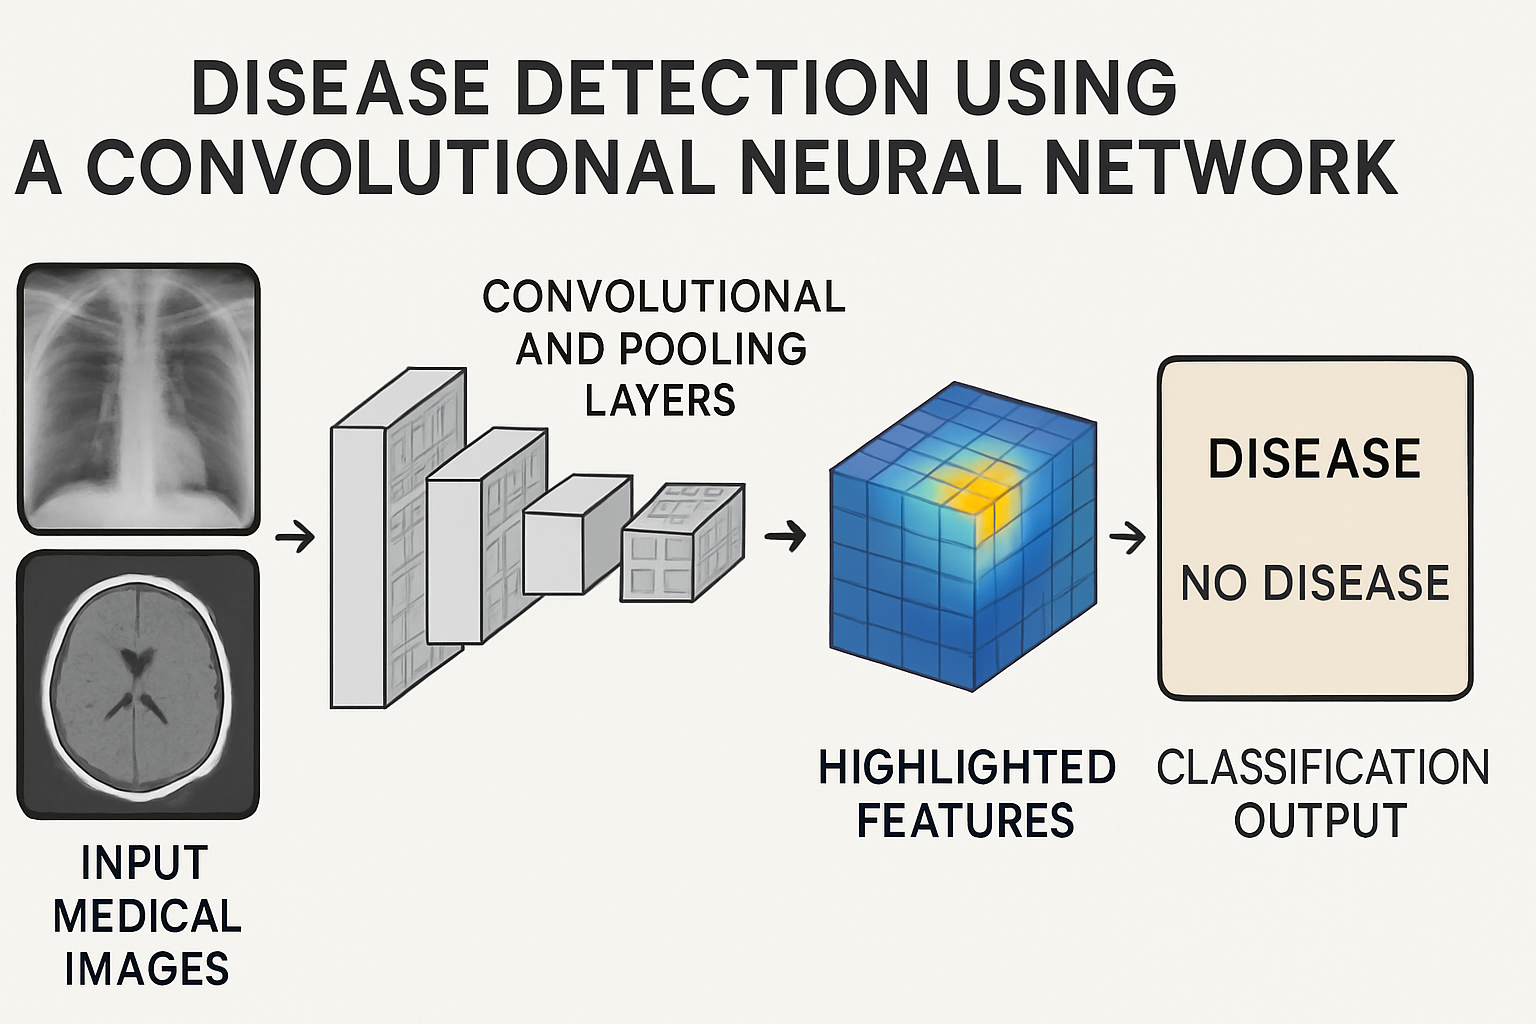 DISEASE DETECTION USING
A CONVOLUTIONAL NEURAL NETWORK
CONVOLUTIONAL
AND POOLING
LAYERS
DISEASE
NO DISEASE
INPUT
MEDICAL
IMAGES
HIGHLIGHTED
FEATURES
CLASSIFICATION
OUTPUT